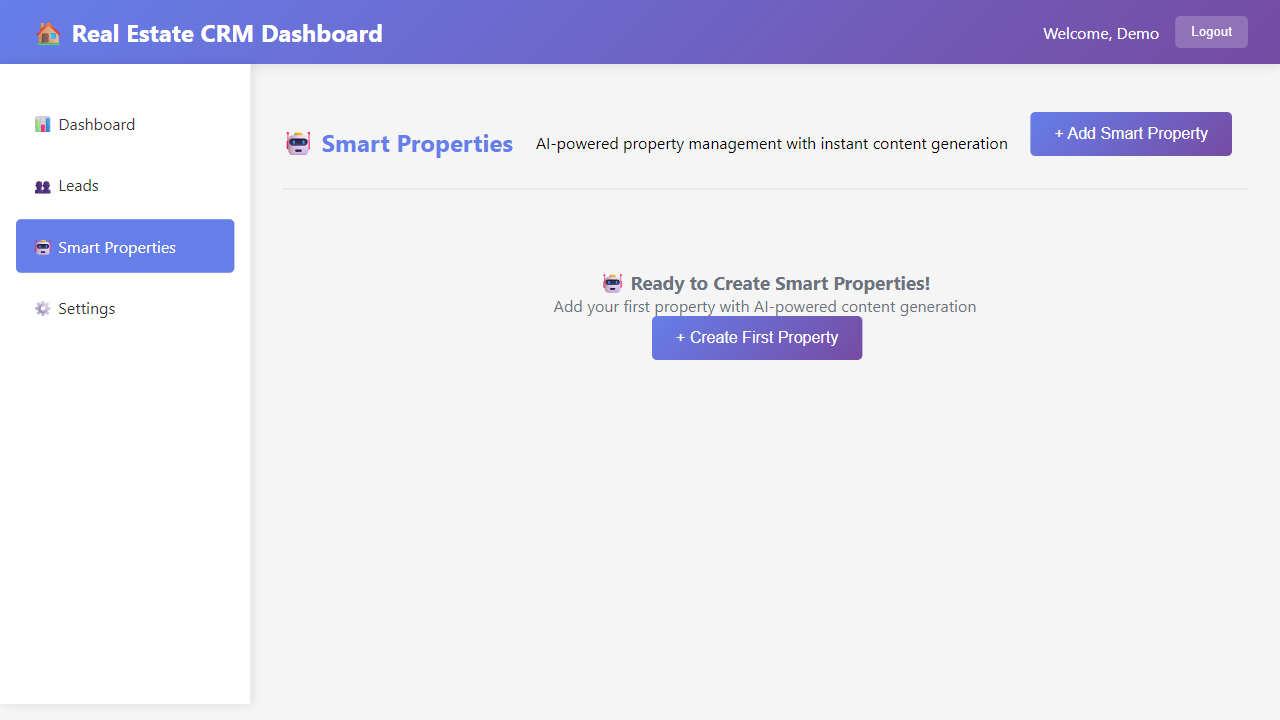 Real Estate CRM Dashboard
Welcome, Demo
Logout
Dashboard
Leads
Smart Properties
Settings
Smart Properties
AI-powered property management with instant content generation
+ Add Smart Property
Ready to Create Smart Properties!
Add your first property with AI-powered content generation
+ Create First Property